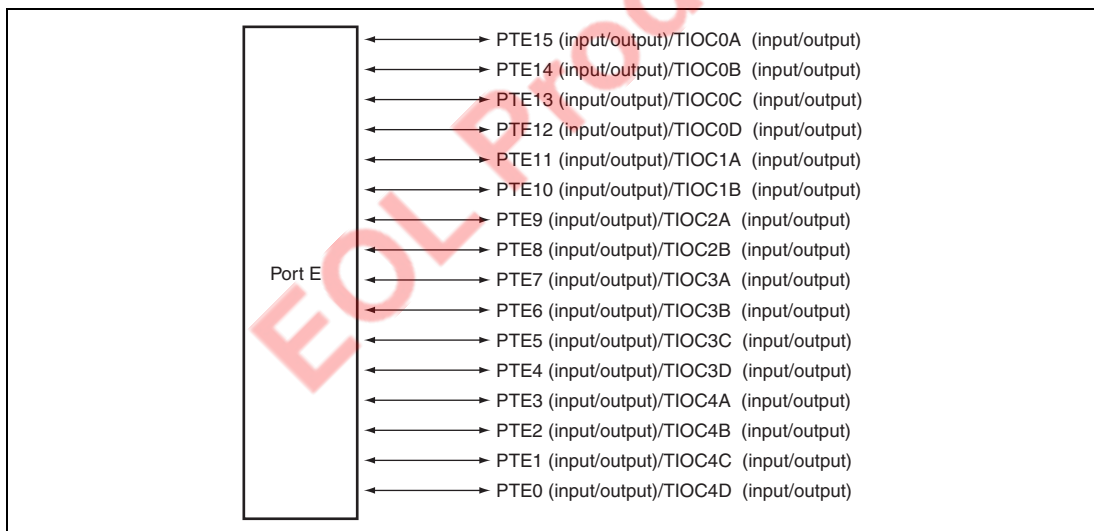 PTE15 (input/output)/TIOC0A (input/output)
PTE14 (input/output)/TIOC0B (input/output)
PTE13 (input/output)/TIOC0C (input/output)
PTE12 (input/output)/TIOC0D (input/output)
PTE11 (input/output)/TIOC1A (input/output)
PTE10 (input/output)/TIOC1B (input/output)
PTE9 (input/output)/TIOC2A (input/output)
PTE8 (input/output)/TIOC2B (input/output)
Port E
PTE7 (input/output)/TIOC3A (input/output)
PTE6 (input/output)/TIOC3B (input/output)
PTE5 (input/output)/TIOC3C (input/output)
PTE4 (input/output)/TIOC3D (input/output)
PTE3 (input/output)/TIOC4A (input/output)
PTE2 (input/output)/TIOC4B (input/output)
PTE1 (input/output)/TIOC4C (input/output)
PTE0 (input/output)/TIOC4D (input/output)
EOL Prod